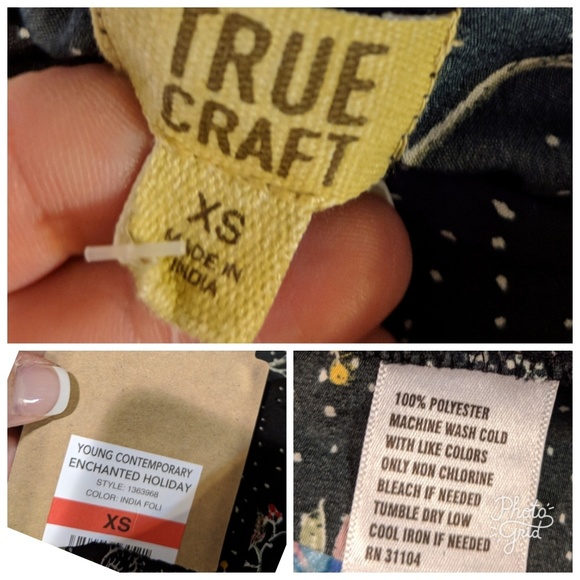 TRUE
CRAFT
XS
MADE IN
INDIA
YOUNG CONTEMPORARY
ENCHANTED HOLIDAY
STYLE: 1363968
COLOR: INDIA FOLI
XS
100% POLYESTER
MACHINE WASH COLD
WITH LIKE COLORS
ONLY NON CHLORINE
BLEACH IF NEEDED
TUMBLE DRY LOW
COOL IRON IF NEEDED
RN 31104
Photo
Grid